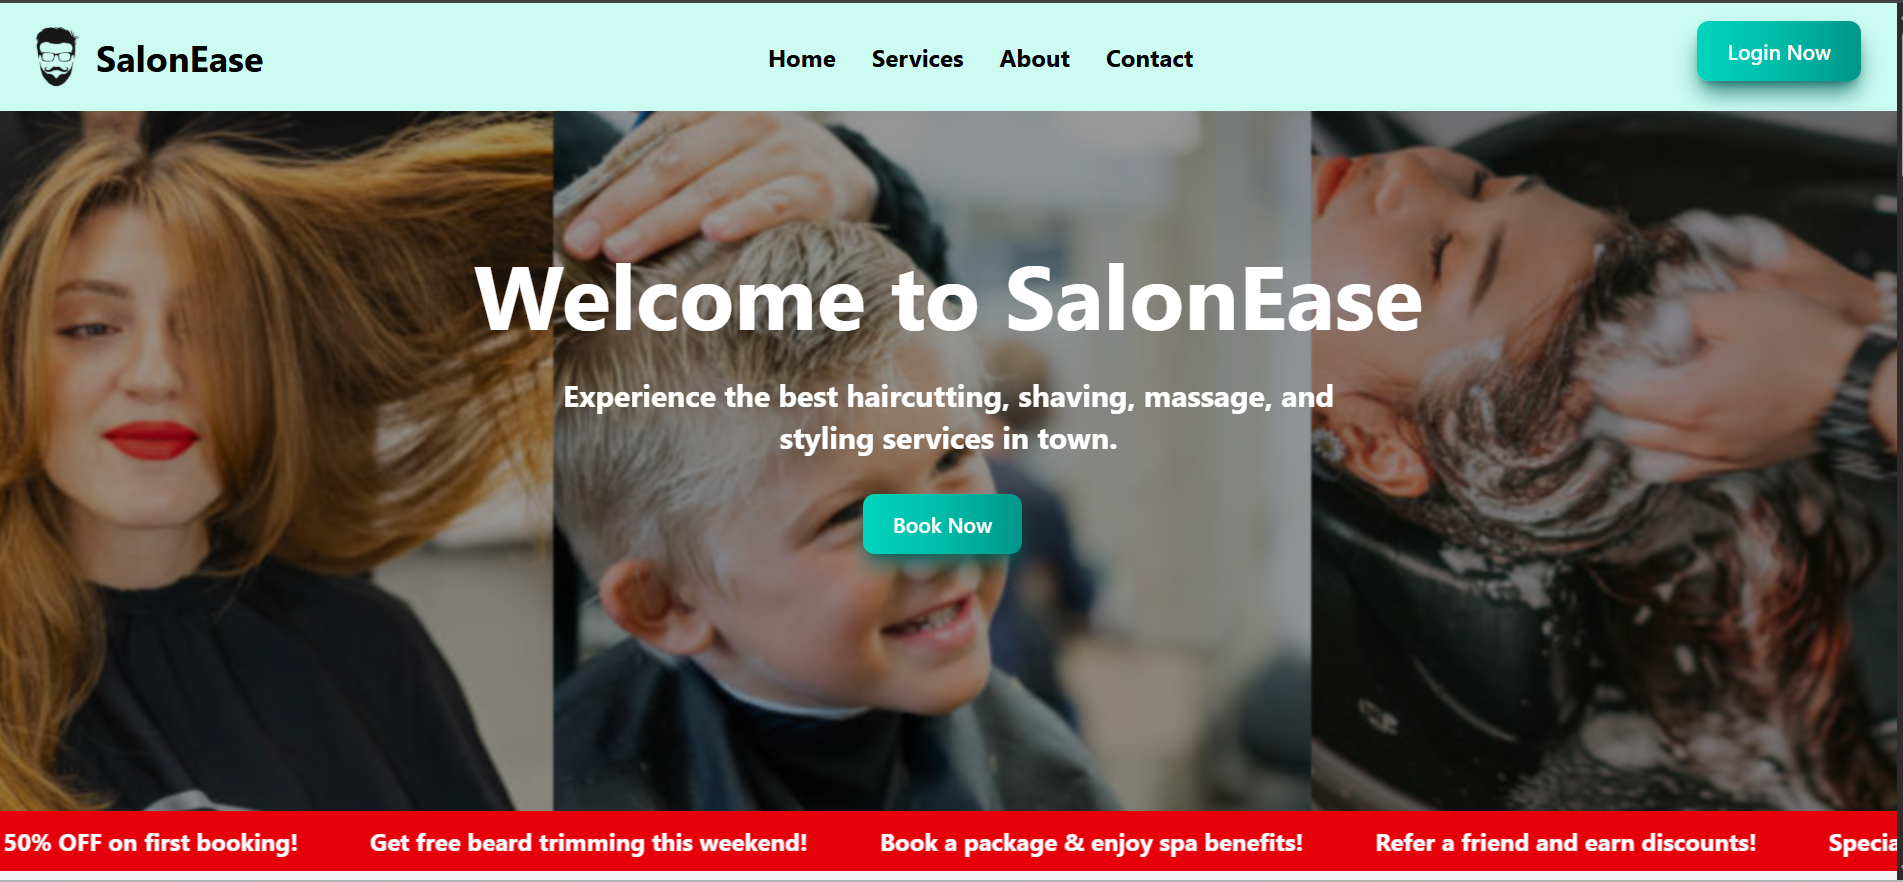 SalonEase
Home
Services
About
Contact
Login Now
Welcome to SalonEase
Experience the best haircutting, shaving, massage, and
styling services in town.
Book Now
50% OFF on first booking!
Get free beard trimming this weekend!
Book a package & enjoy spa benefits!
Refer a friend and earn discounts!